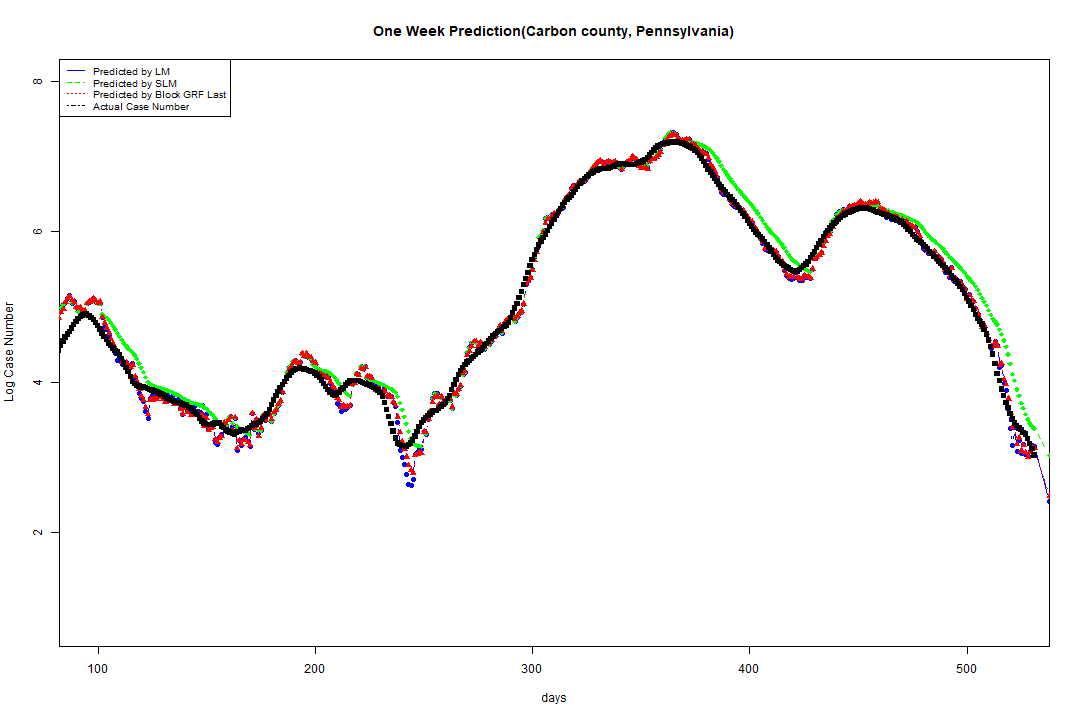 One Week Prediction(Carbon county, Pennsylvania)
Predicted by LM
Predicted by SLM
Predicted by Block GRF Last
Actual Case Number
8
6
4
2
Log Case Number
100 200 300 400 500
days